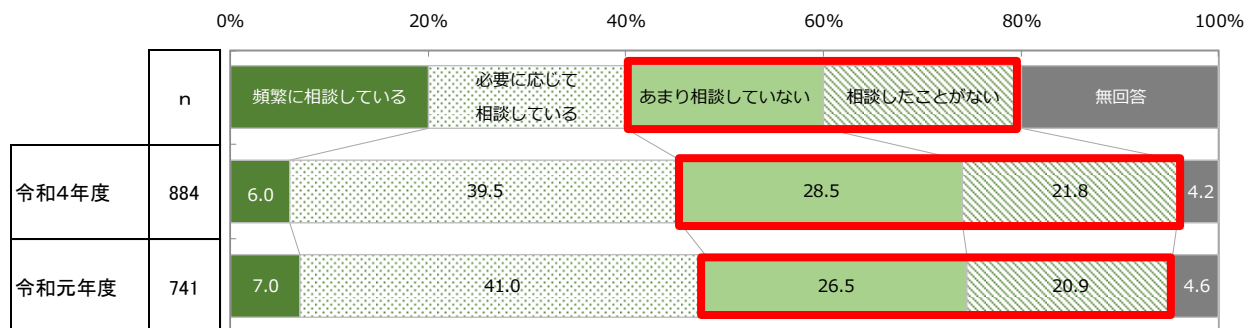 0% 20% 40% 60% 80% 100%
n
頻繁に相談している
必要に応じて
相談している
あまり相談していない
相談したことがない
無回答
令和4年度 884 6.0 39.5 28.5 21.8 4.2
令和元年度 741 7.0 41.0 26.5 20.9 4.6